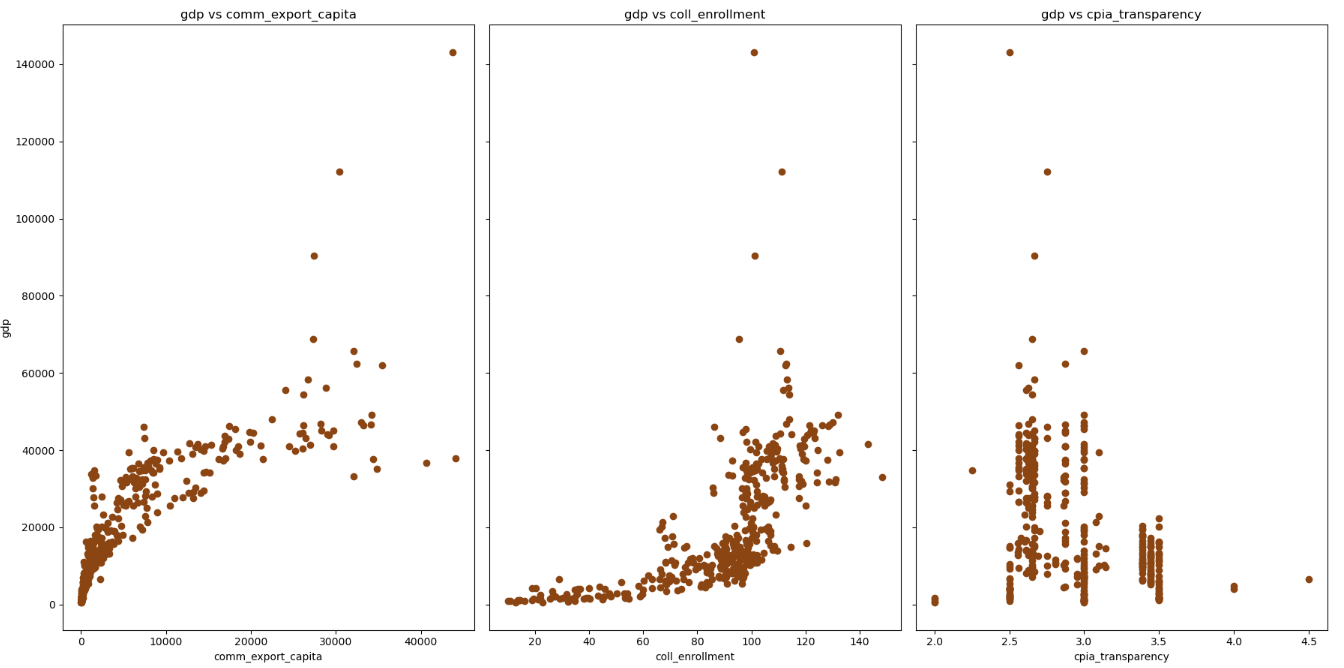 gdp vs comm_export_capita
gdp vs coll_enrollment
gdp vs cpia_transparency
gdp
140000
120000
100000
80000
60000
40000
20000
0
0 10000 20000 30000 40000
20 40 60 80 100 120 140
2.0 2.5 3.0 3.5 4.0 4.5
comm_export_capita
coll_enrollment
cpia_transparency